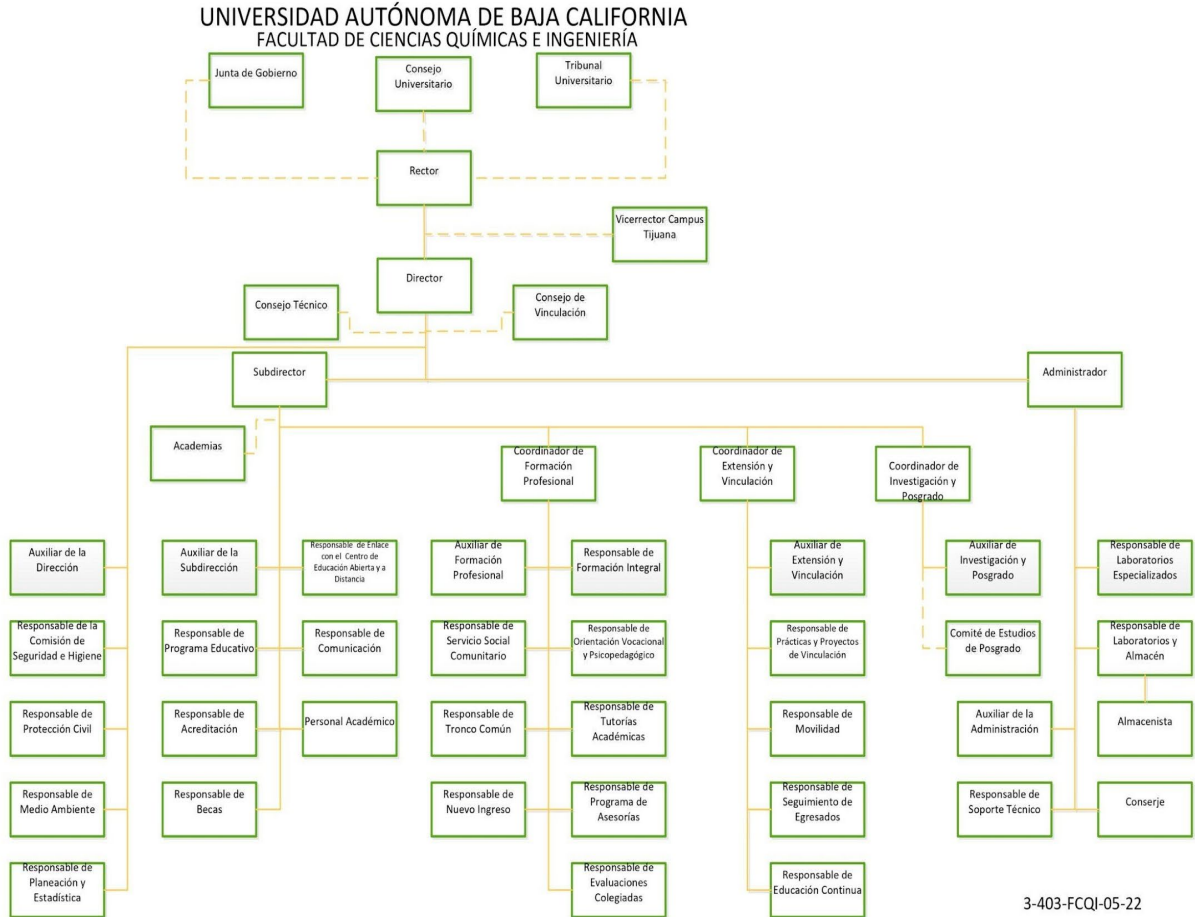 UNIVERSIDAD AUTÓNOMA DE BAJA CALIFORNIA
FACULTAD DE CIENCIAS QUÍMICAS E INGENIERÍA
Junta de Gobierno
Consejo
Universitario
Tribunal
Universitario
Rector
Vicerrector Campus
Tijuana
Director
Consejo Técnico
Consejo de
Vinculación
Subdirector
Administrador
Academias
Coordinador de
Formación
Profesional
Coordinador de
Extensión y
Vinculación
Coordinador de
Investigación y
Posgrado
Auxiliar de la
Dirección
Auxiliar de la
Subdirección
Responsable de Enlace
con el Centro de
Educación Abierta y a
Distancia
Auxiliar de
Formación
Profesional
Responsable de
Formación Integral
Auxiliar de
Extensión y
Vinculación
Auxiliar de
Investigación y
Posgrado
Responsable de
Laboratorios
Especializados
Responsable de la
Comisión de
Seguridad e Higiene
Responsable de
Programa Educativo
Responsable de
Comunicación
Responsable de
Servicio Social
Comunitario
Responsable de
Orientación Vocacional
y Psicopedagógico
Responsable de
Prácticas y Proyectos
de Vinculación
Comité de Estudios
de Posgrado
Responsable de
Laboratorios y
Almacén
Responsable de
Protección Civil
Responsable de
Acreditación
Personal Académico
Responsable de
Tronco Común
Responsable de
Tutorías
Académicas
Responsable de
Movilidad
Auxiliar de la
Administración
Almacenista
Responsable de
Medio Ambiente
Responsable de
Becas
Responsable de
Nuevo Ingreso
Responsable de
Programa de
Asesorías
Responsable de
Seguimiento de
Egresados
Responsable de
Soporte Técnico
Conserje
Responsable de
Planeación y
Estadística
Responsable de
Evaluaciones
Colegiadas
Responsable de
Educación Continua
3-403-FCQI-05-22